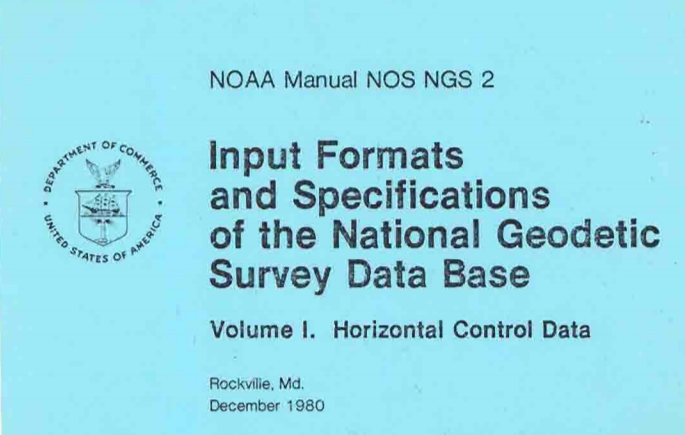 NOAA Manual NOS NGS 2
DEPARTMENT OF COMMERCE
UNITED STATES OF AMERICA
Input Formats
and Specifications
of the National Geodetic
Survey Data Base
Volume I. Horizontal Control Data
Rockville, Md.
December 1980